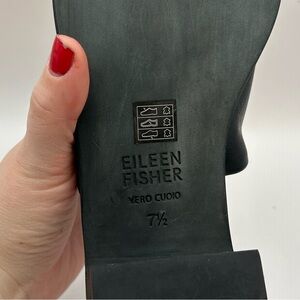 EILEEN
FISHER
VERO CUOIO
7½